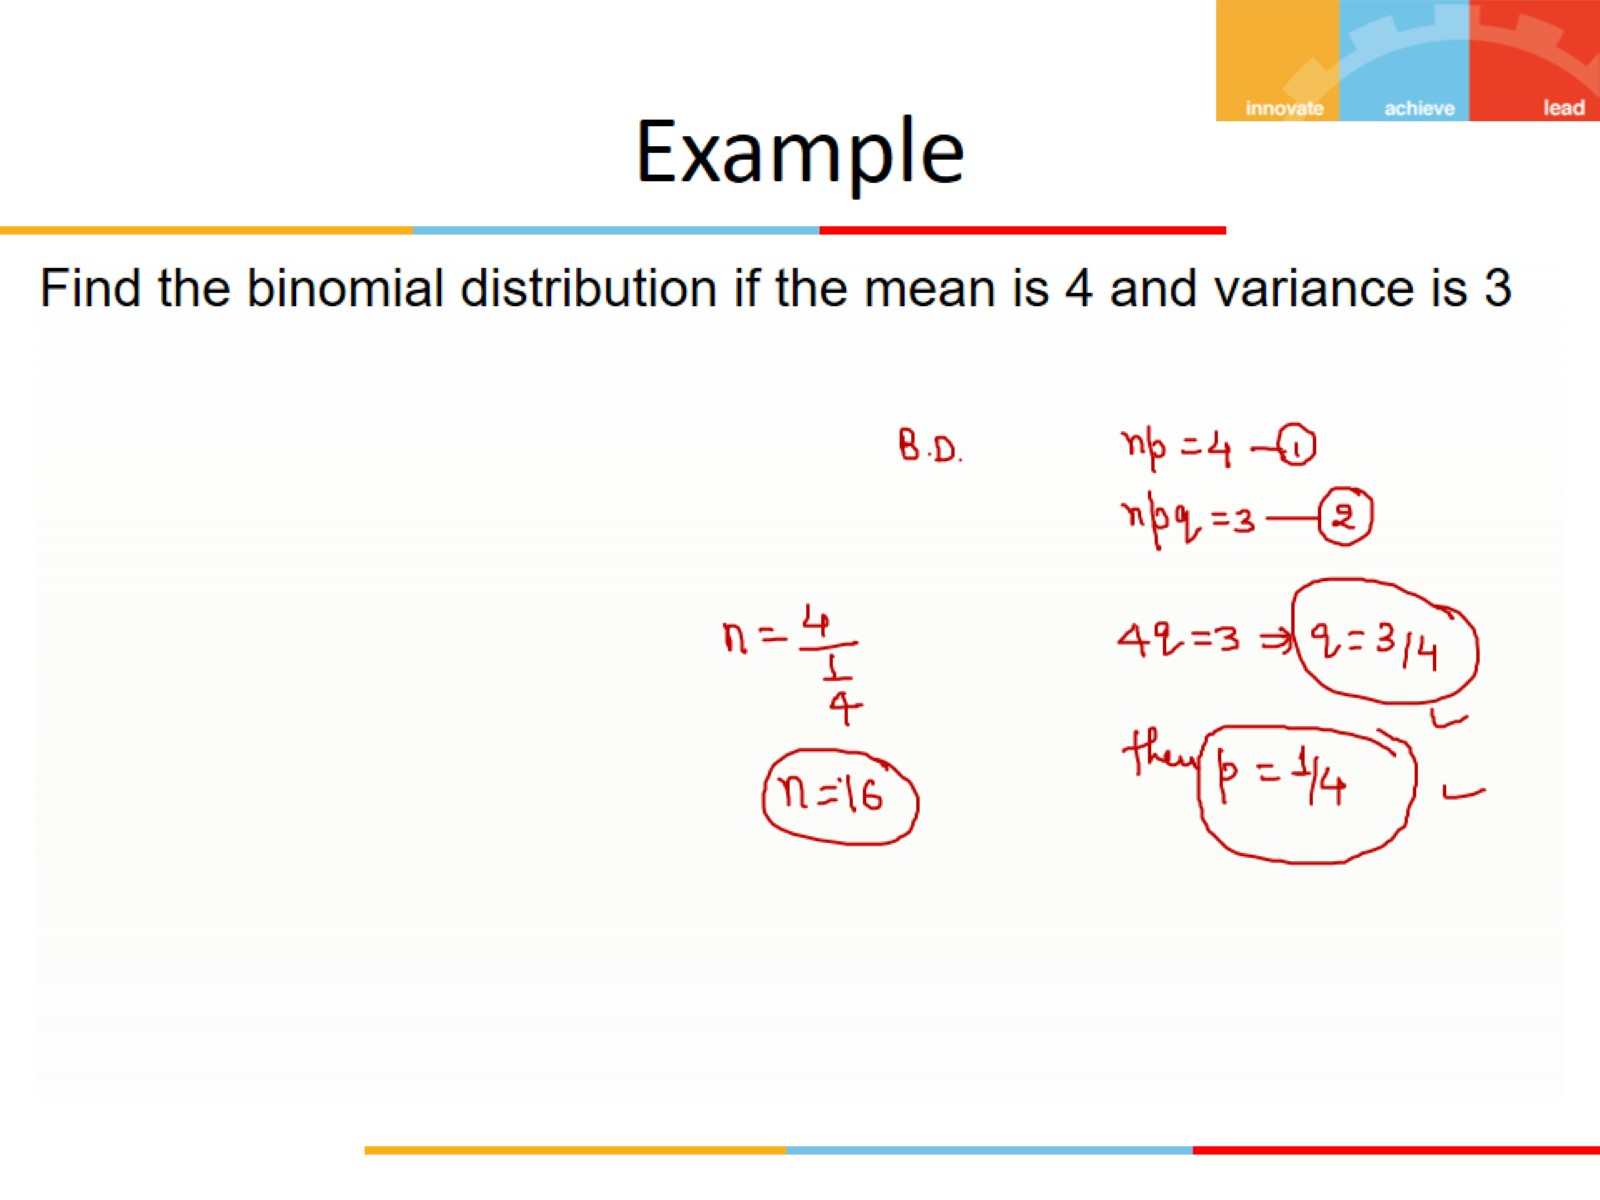 innovate achieve lead
Example
Find the binomial distribution if the mean is 4 and variance is 3
B.D. np = 4 — ①
npq = 3 — ②
4q = 3 ⇒ q = 3/4
then p = 1/4
n = 4/(1/4)
n = 16